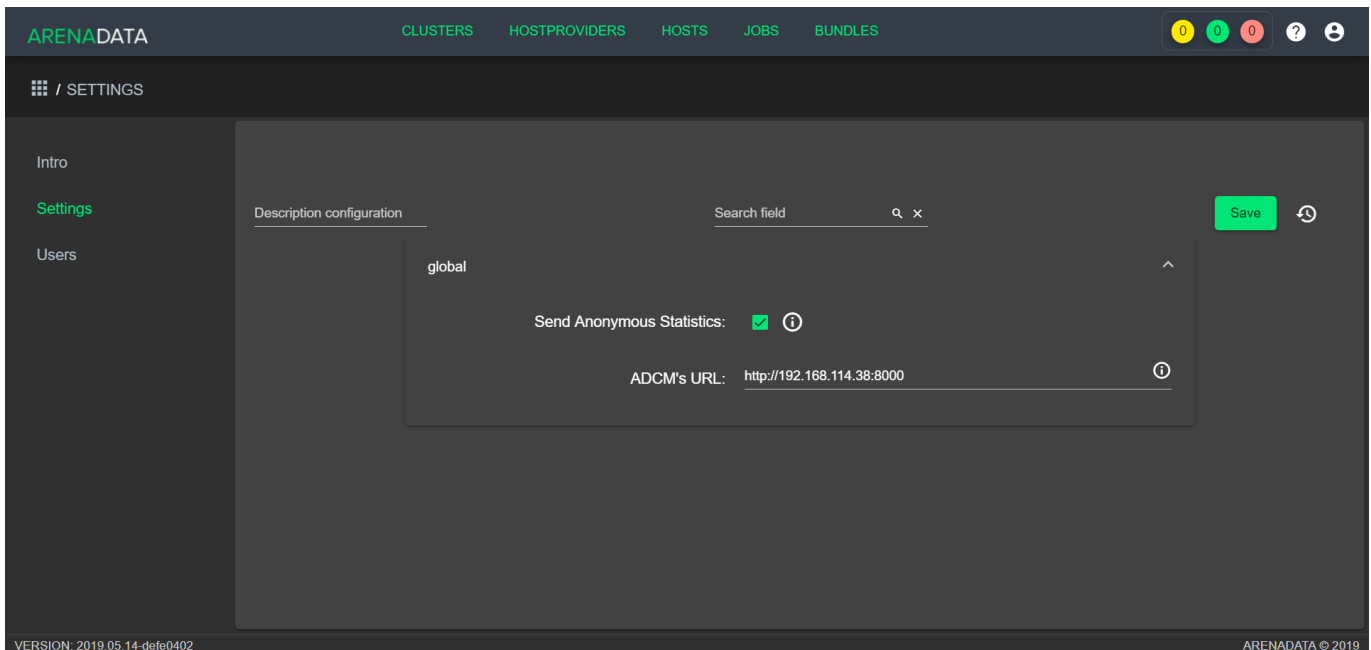 ARENADATA CLUSTERS HOSTPROVIDERS HOSTS JOBS BUNDLES 0 0 0 ?
/ SETTINGS
Intro
Settings
Users
Description configuration Search field Save
global
Send Anonymous Statistics:
ADCM's URL: http://192.168.114.38:8000
VERSION: 2019.05.14-defe0402 ARENADATA © 2019